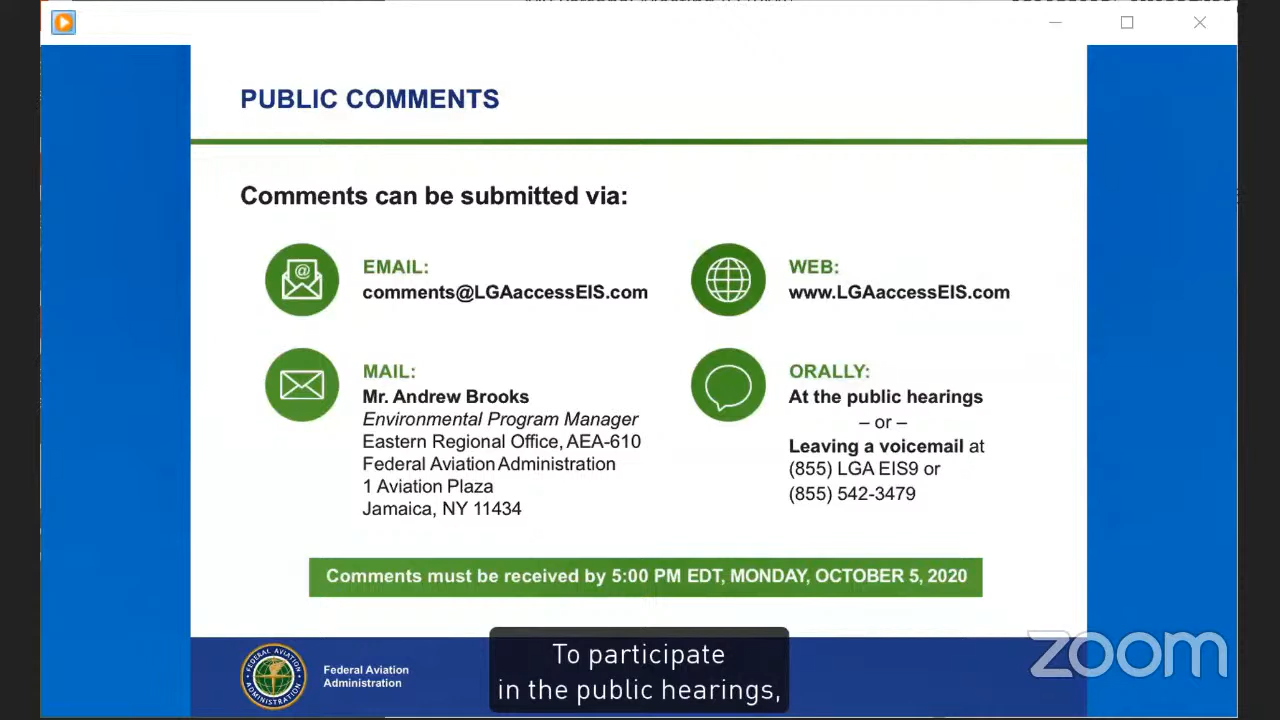 PUBLIC COMMENTS
Comments can be submitted via:
EMAIL:
comments@LGAaccessEIS.com
WEB:
www.LGAaccessEIS.com
MAIL:
Mr. Andrew Brooks
Environmental Program Manager
Eastern Regional Office, AEA-610
Federal Aviation Administration
1 Aviation Plaza
Jamaica, NY 11434
ORALLY:
At the public hearings
– or –
Leaving a voicemail at
(855) LGA EIS9 or
(855) 542-3479
Comments must be received by 5:00 PM EDT, MONDAY, OCTOBER 5, 2020
FEDERAL AVIATION
ADMINISTRATION
Federal Aviation
Administration
To participate
in the public hearings,
zoom